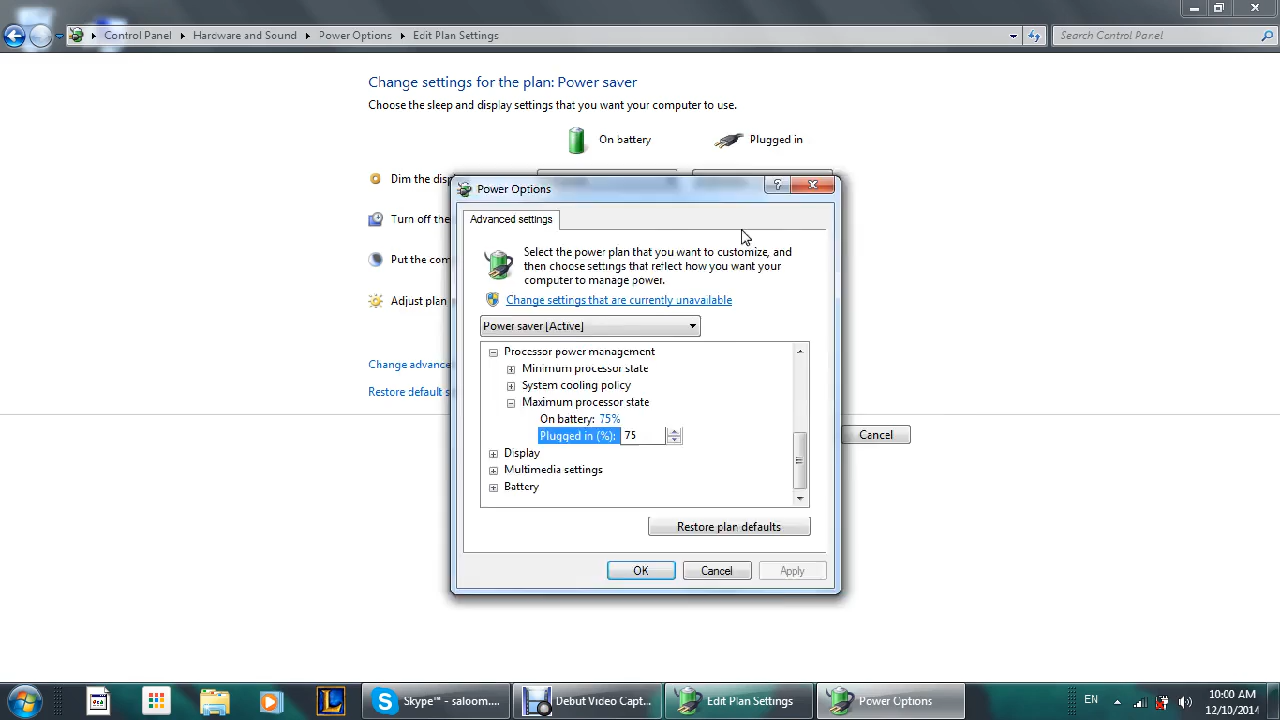 Control Panel Hardware and Sound Power Options Edit Plan Settings Search Control Panel
Change settings for the plan: Power saver
Choose the sleep and display settings that you want your computer to use.
On battery Plugged in
Dim the disp
Turn off the
Put the com
Adjust plan
Change advance
Restore default s
Cancel
Power Options ?
Advanced settings
Select the power plan that you want to customize, and
then choose settings that reflect how you want your
computer to manage power.
Change settings that are currently unavailable
Power saver [Active]
Processor power management
Minimum processor state
System cooling policy
Maximum processor state
On battery: 75%
Plugged in (%): 75
Display
Multimedia settings
Battery
Restore plan defaults
OK Cancel Apply
Skype™ - saloom.... Debut Video Capt... Edit Plan Settings Power Options EN 10:00 AM
12/10/2014